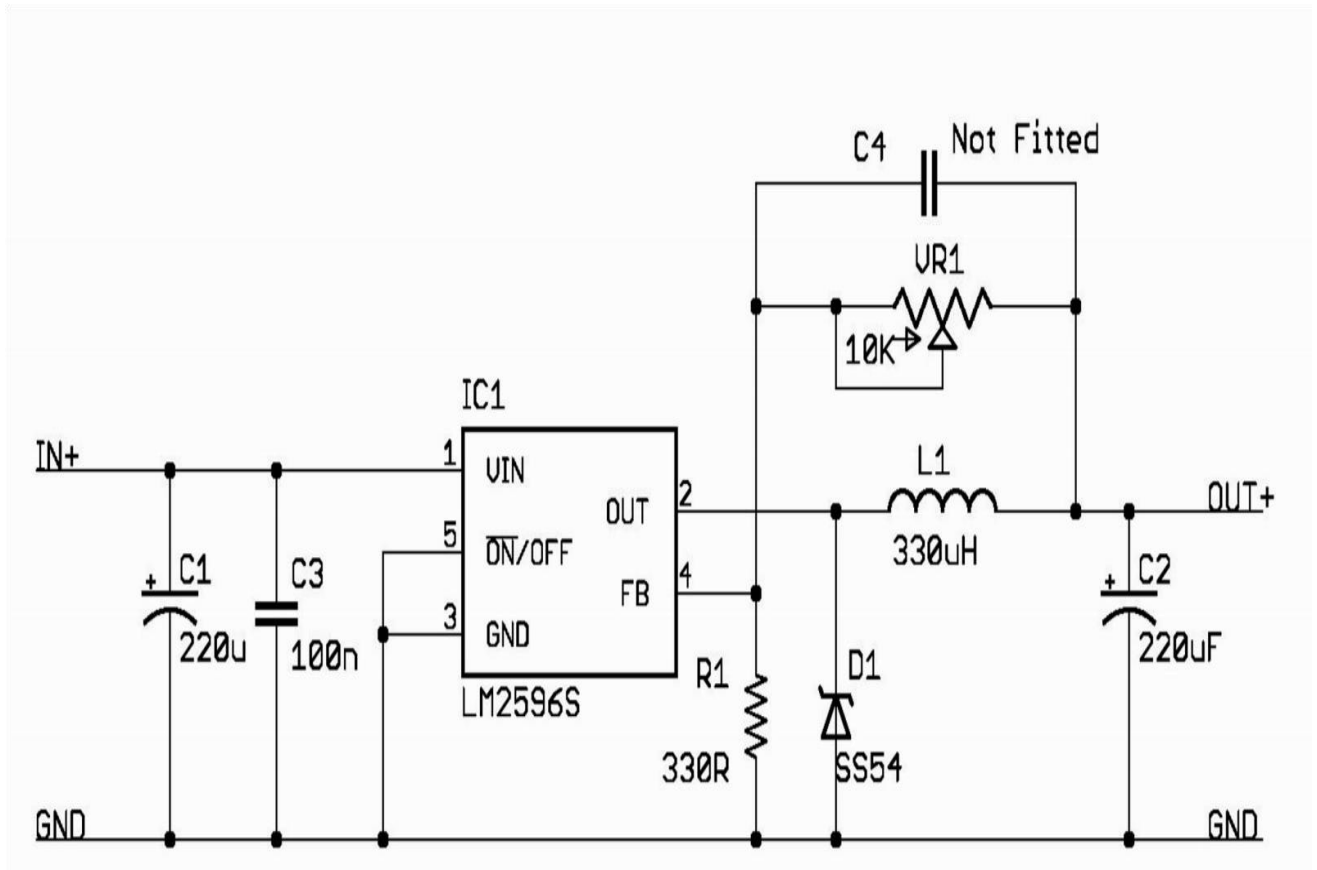 C4 Not Fitted
VR1
10K
IC1
IN+
1 VIN
L1
OUT 2
OUT+
330uH
5 ON/OFF
C1
C3
FB 4
C2
3 GND
220u
100n
220uF
R1
D1
LM2596S
330R
SS54
GND
GND